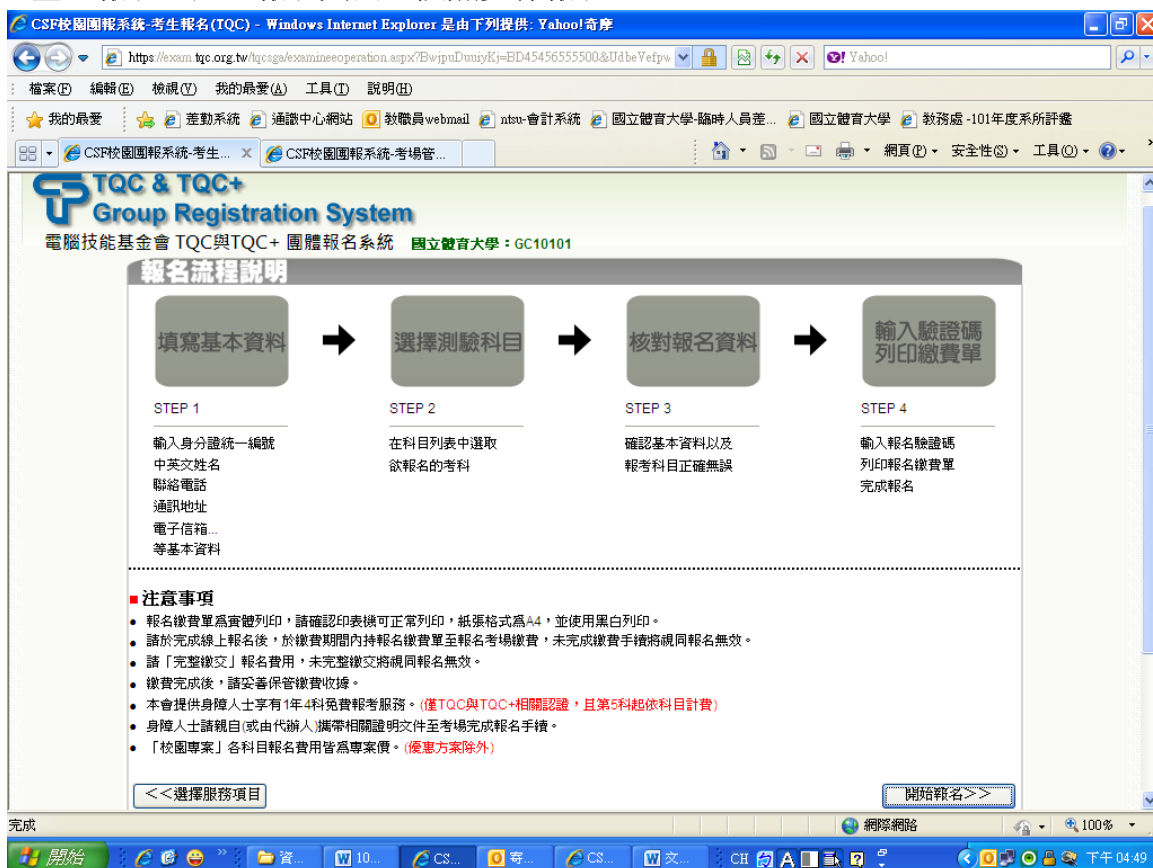 CSF校園團報系統-考生報名(TQC) - Windows Internet Explorer 是由下列提供: Yahoo!奇摩
https://exam.tqc.org.tw/tqcsga/examineeoperation.aspx?BwjpuDuuiyKj=BD45456555500&UdbeVefpw
Yahoo!
檔案(F) 編輯(E) 檢視(V) 我的最愛(A) 工具(T) 說明(H)
我的最愛 差勤系統 通識中心網站 教職員webmail ntsu-會計系統 國立體育大學-臨時人員差... 國立體育大學 教務處 -101年度系所評鑑
CSF校園團報系統-考生... CSF校園團報系統-考場管... 網頁(P) 安全性(S) 工具(O)
TQC & TQC+
Group Registration System
電腦技能基金會 TQC與TQC+ 團體報名系統 國立體育大學：GC10101
報名流程說明
填寫基本資料 選擇測驗科目 核對報名資料 輸入驗證碼
列印繳費單
STEP 1 STEP 2 STEP 3 STEP 4
輸入身分證統一編號 在科目列表中選取 確認基本資料以及 輸入報名驗證碼
中英文姓名 欲報名的考科 報考科目正確無誤 列印報名繳費單
聯絡電話 完成報名
通訊地址
電子信箱...
等基本資料
注意事項
報名繳費單為實體列印，請確認印表機可正常列印，紙張格式為A4，並使用黑白列印。
請於完成線上報名後，於繳費期間內持報名繳費單至報名考場繳費，未完成繳費手續將視同報名無效。
請「完整繳交」報名費用，未完整繳交將視同報名無效。
繳費完成後，請妥善保管繳費收據。
本會提供身障人士享有1年4科免費報考服務。(僅TQC與TQC+相關認證，且第5科起依科目計費)
身障人士請親自(或由代辦人)攜帶相關證明文件至考場完成報名手續。
「校園專案」各科目報名費用皆為專案價。(優惠方案除外)
<<選擇服務項目 開始報名>>
完成 網際網路 100%
開始 資... 10... CS... 寄... CS... 文... CH A 下午 04:49